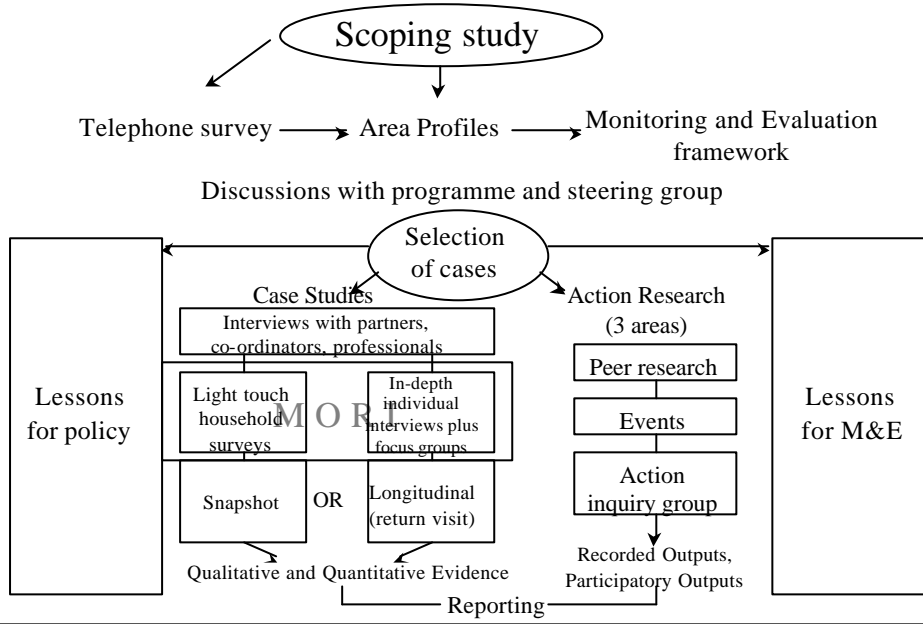 Scoping study
Telephone survey
Area Profiles
Monitoring and Evaluation
framework
Discussions with programme and steering group
Selection
of cases
Lessons
for policy
Case Studies
Interviews with partners,
co-ordinators, professionals
Light touch
household
surveys
MORI
In-depth
individual
interviews plus
focus groups
Snapshot
OR
Longitudinal
(return visit)
Qualitative and Quantitative Evidence
Action Research
(3 areas)
Peer research
Events
Action
inquiry group
Recorded Outputs,
Participatory Outputs
Reporting
Lessons
for M&E